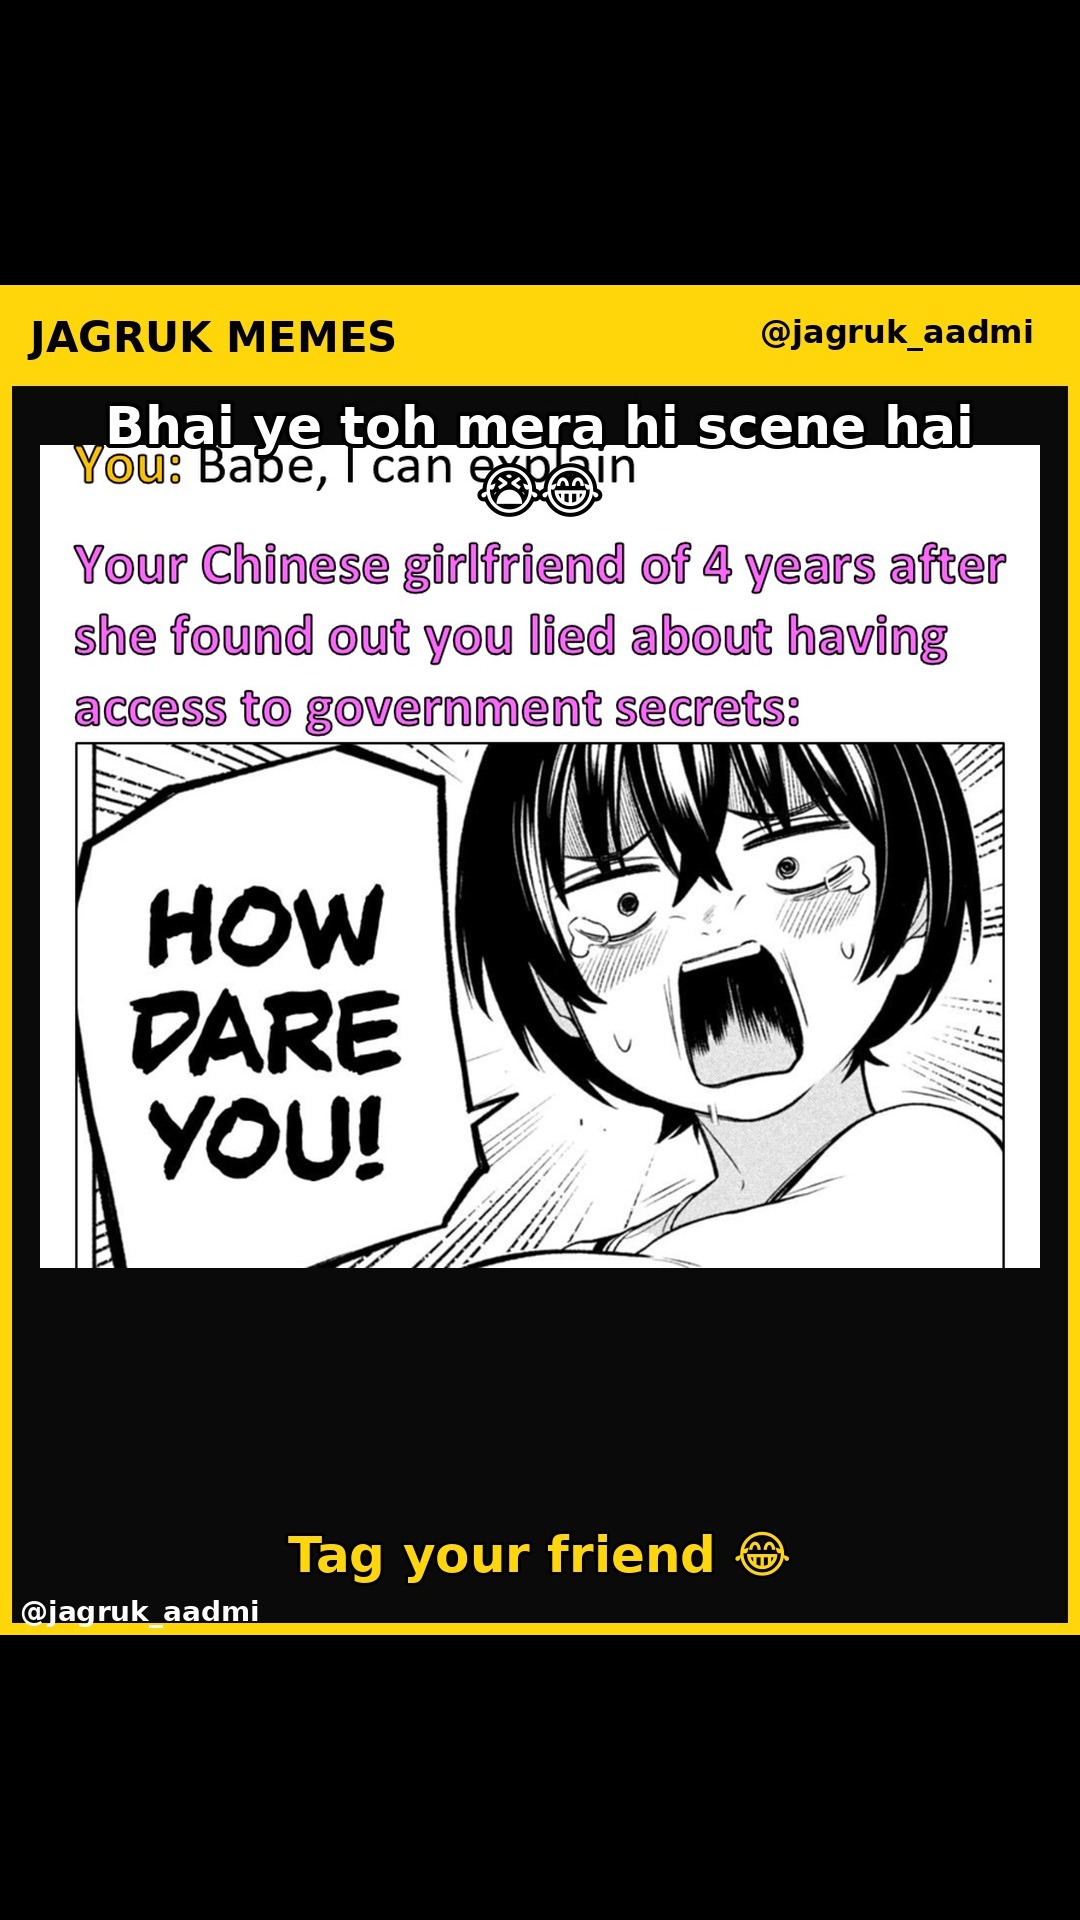 JAGRUK MEMES
@jagruk_aadmi
Bhai ye toh mera hi scene hai
😭😂
You: Babe, I can explain
Your Chinese girlfriend of 4 years after
she found out you lied about having
access to government secrets:
HOW
DARE
YOU!
Tag your friend 😂
@jagruk_aadmi